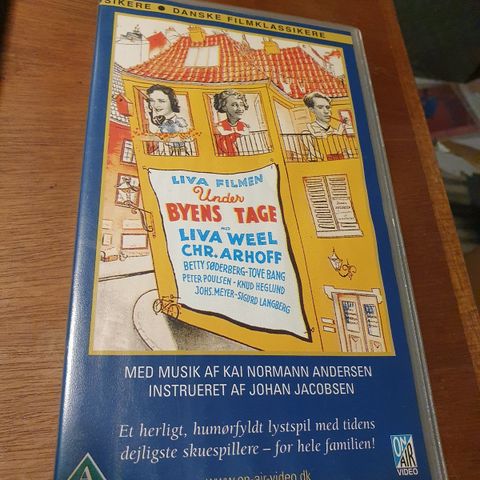 SIKERE ● DANSKE FILMKLASSIKERE
LIVA FILMEN
Under
BYENS TAGE
MED
LIVA WEEL
CHR. ARHOFF
BETTY SØDERBERG-TOVE BANG
PETER POULSEN - KNUD HEGLUND
JOHS. MEYER-SIGURD LANGBERG
MED MUSIK AF KAI NORMANN ANDERSEN
INSTRUERET AF JOHAN JACOBSEN
Et herligt, humørfyldt lystspil med tidens
dejligste skuespillere – for hele familien!
ON
AIR
VIDEO
A
www.on-air-video.dk